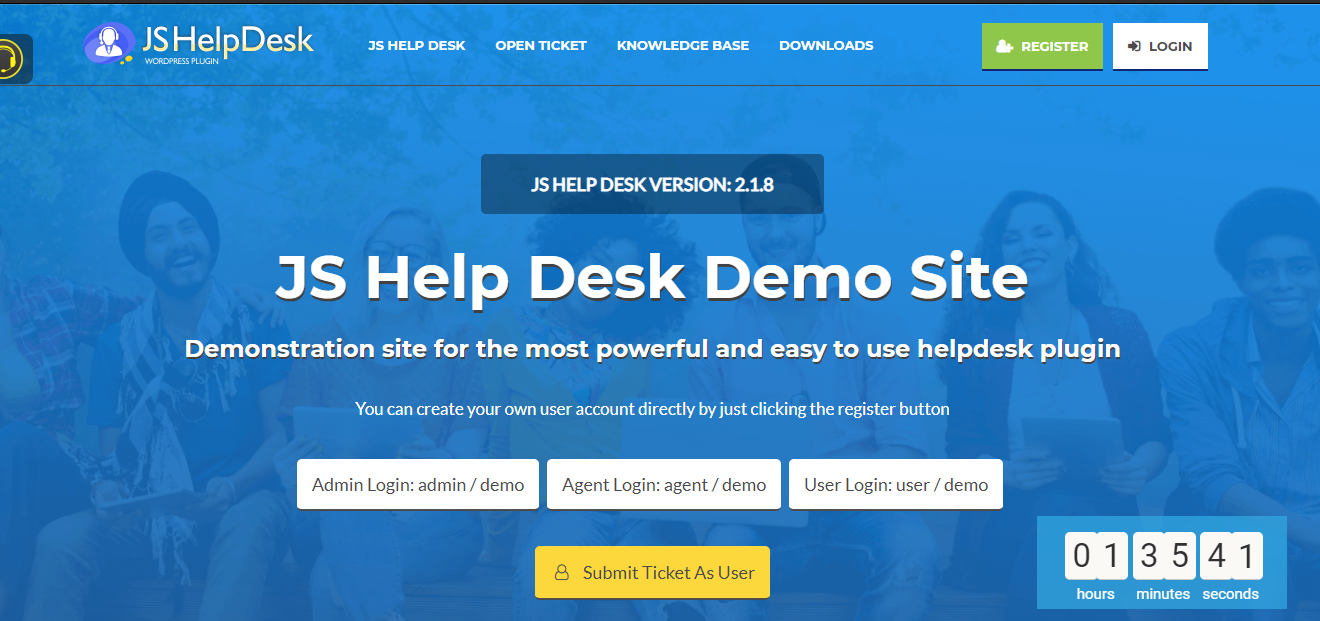 JS HelpDesk
WORDPRESS PLUGIN
JS HELP DESK
OPEN TICKET
KNOWLEDGE BASE
DOWNLOADS
REGISTER
LOGIN
JS HELP DESK VERSION: 2.1.8
JS Help Desk Demo Site
Demonstration site for the most powerful and easy to use helpdesk plugin
You can create your own user account directly by just clicking the register button
Admin Login: admin / demo
Agent Login: agent / demo
User Login: user / demo
Submit Ticket As User
01 35 41
hours minutes seconds